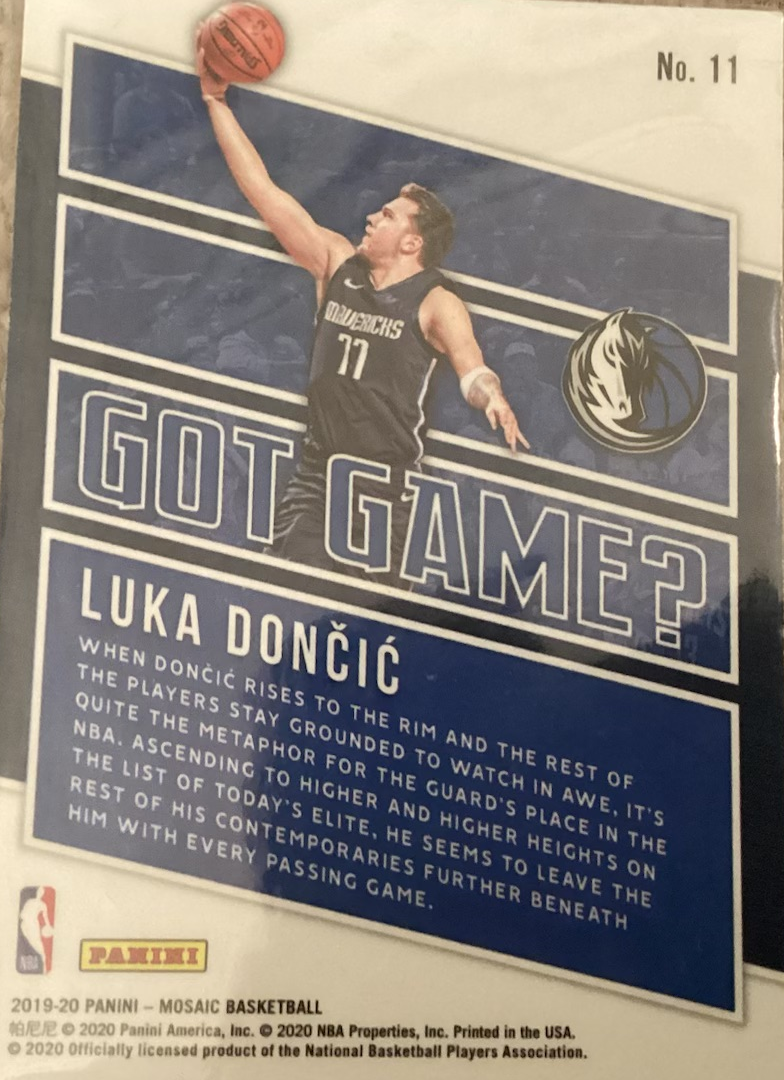 No. 11
SPALDING
MAVERICKS
77
GOT GAME?
LUKA DONČIĆ
WHEN DONČIĆ RISES TO THE RIM AND THE REST OF
THE PLAYERS STAY GROUNDED TO WATCH IN AWE, IT'S
QUITE THE METAPHOR FOR THE GUARD'S PLACE IN THE
NBA. ASCENDING TO HIGHER AND HIGHER HEIGHTS ON
THE LIST OF TODAY'S ELITE, HE SEEMS TO LEAVE THE
REST OF HIS CONTEMPORARIES FURTHER BENEATH
HIM WITH EVERY PASSING GAME.
NBA
PANINI
2019-20 PANINI – MOSAIC BASKETBALL
帕尼尼 © 2020 Panini America, Inc. © 2020 NBA Properties, Inc. Printed in the USA.
© 2020 Officially licensed product of the National Basketball Players Association.